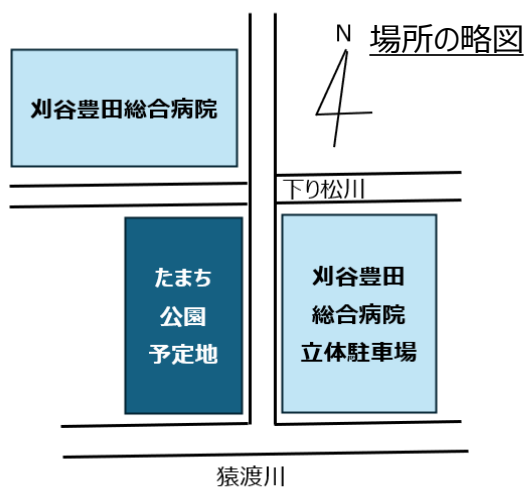 N
場所の略図
刈谷豊田総合病院
下り松川
たまち
公園
予定地
刈谷豊田
総合病院
立体駐車場
猿渡川